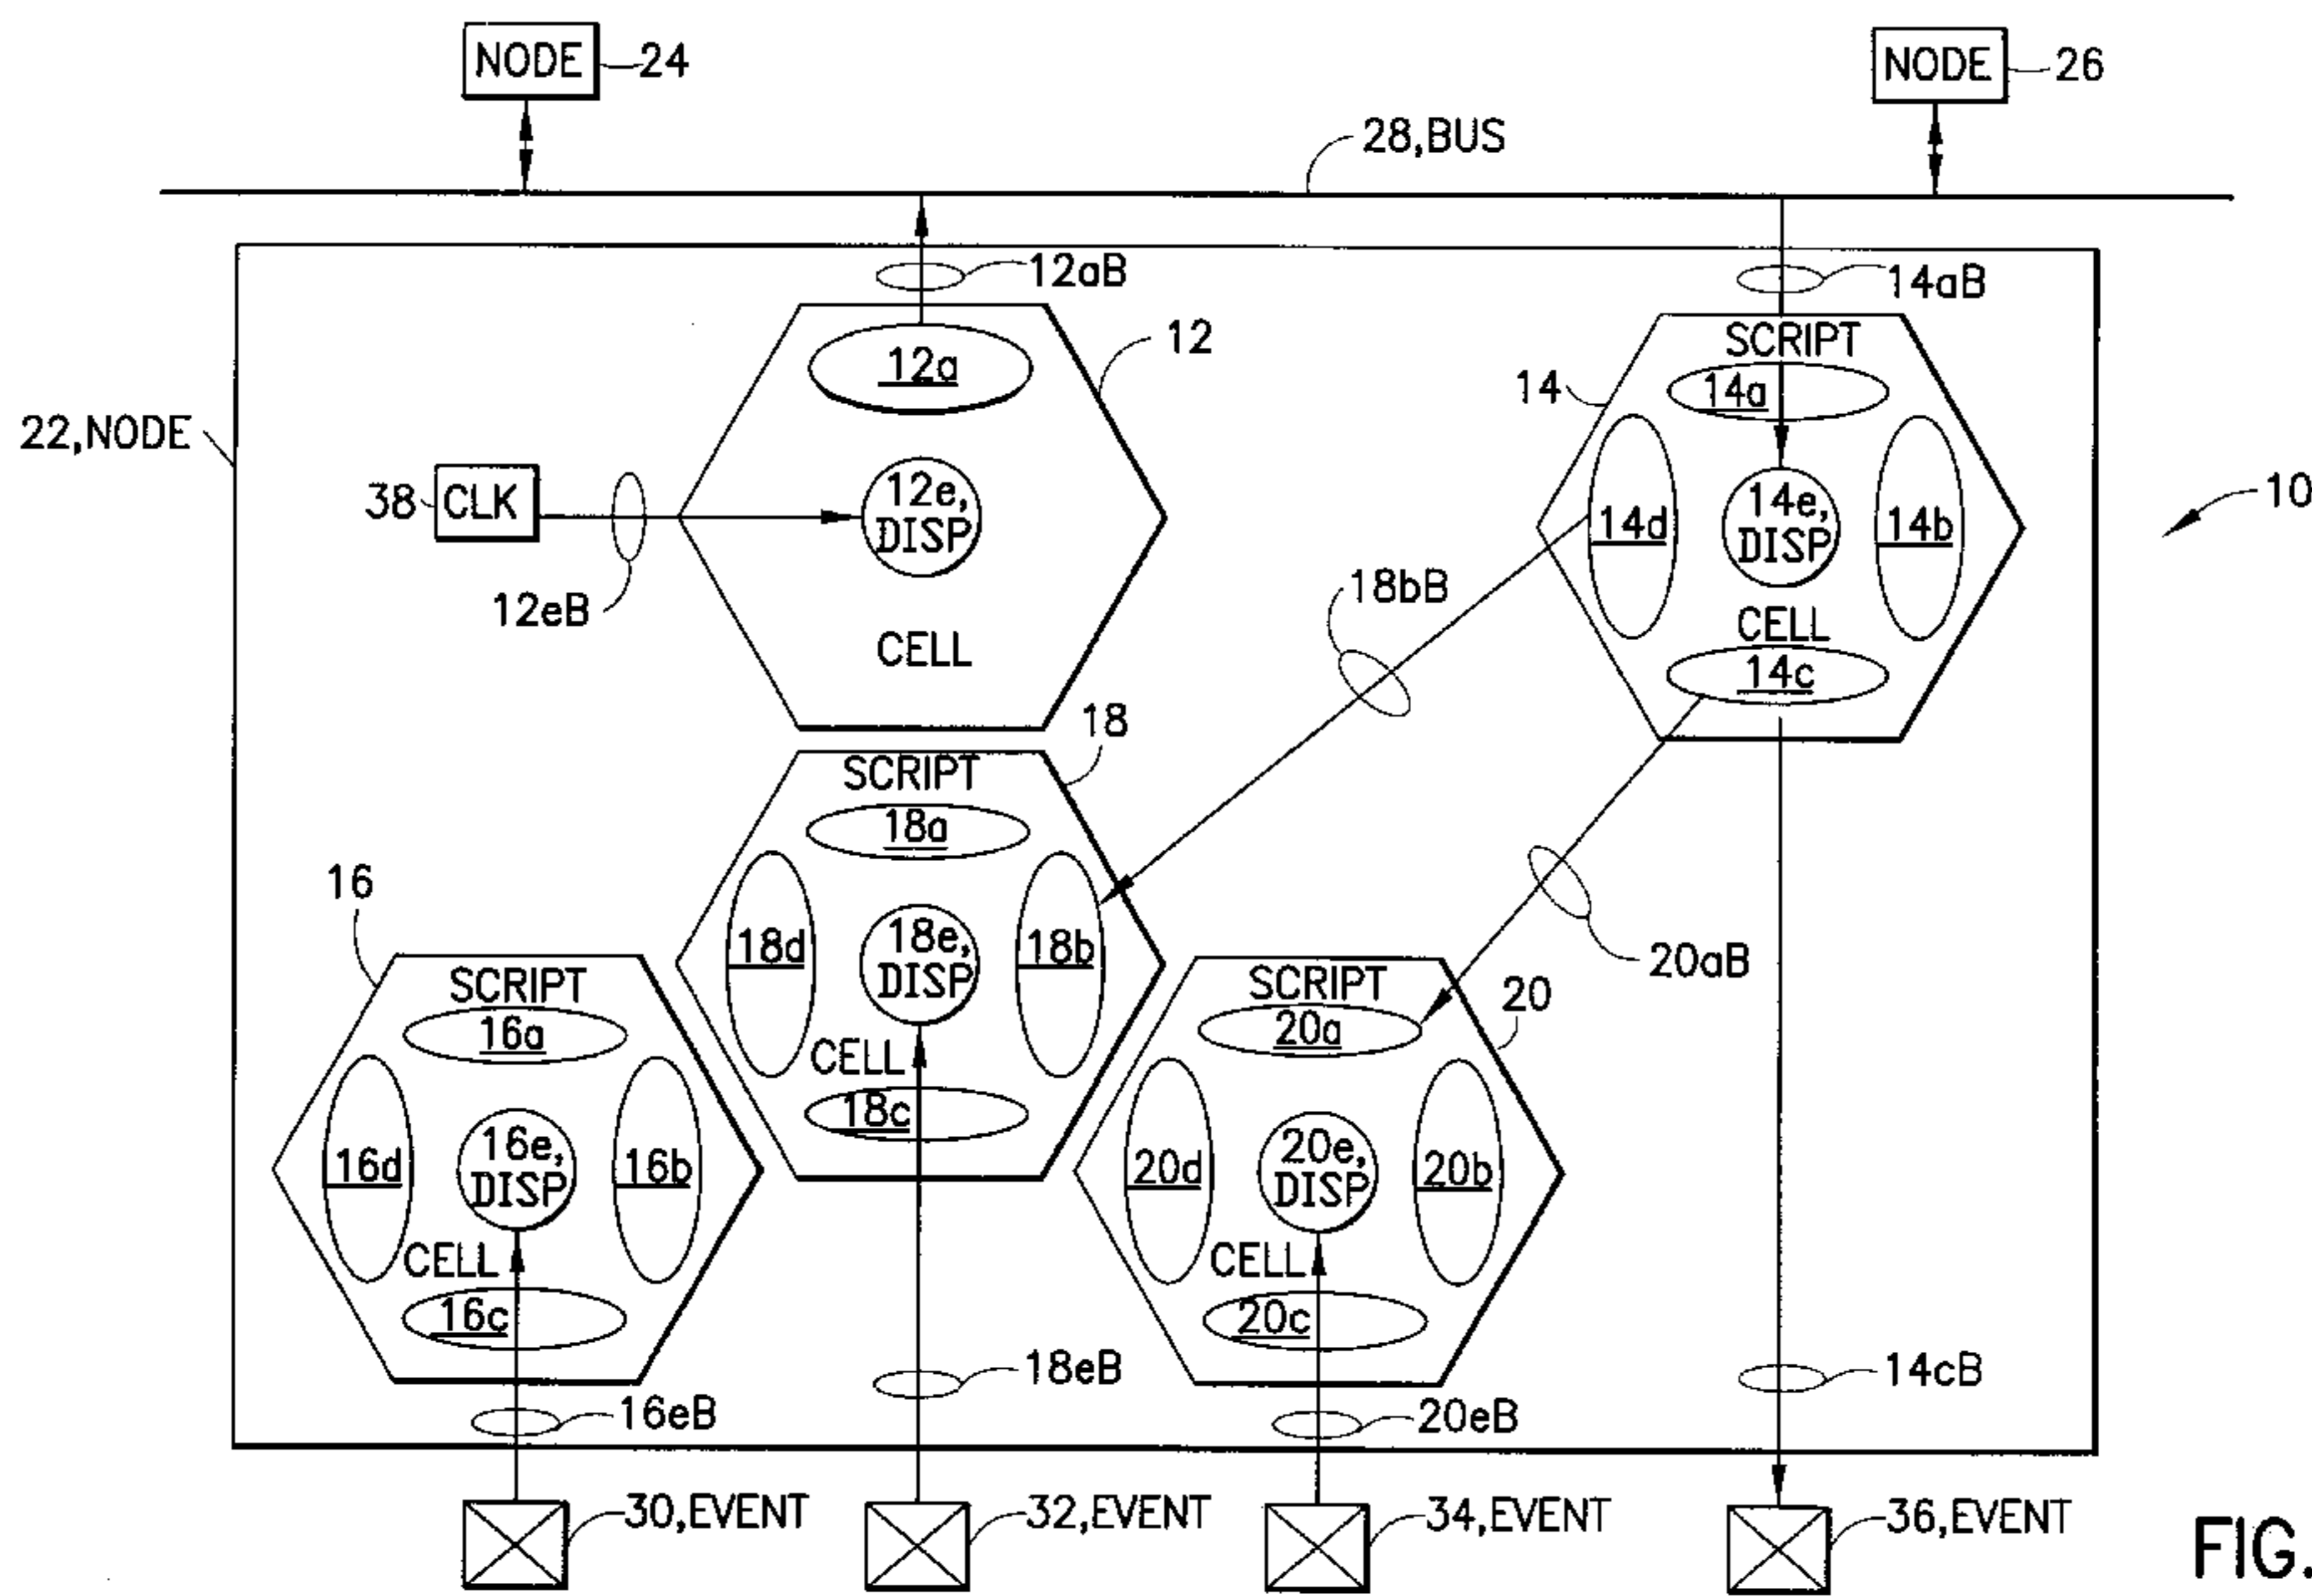 NODE 24
NODE 26
28,BUS
12aB
14aB
12
SCRIPT
12a
14
14a
22,NODE
38 CLK
12e,
DISP
14d
14e,
DISP
14b
10
12eB
18bB
CELL
CELL
14c
18
SCRIPT
18a
16
18d
18e,
DISP
18b
20aB
SCRIPT
SCRIPT
20
16a
20a
CELL
18c
16d
16e,
DISP
16b
20d
20e,
DISP
20b
CELL
CELL
16c
20c
18eB
14cB
16eB
20eB
30,EVENT
32,EVENT
34,EVENT
36,EVENT
FIG.